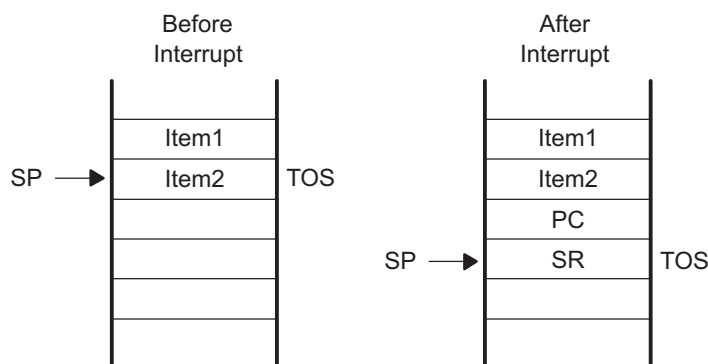 Before
Interrupt
Item1
SP
Item2
TOS
After
Interrupt
Item1
Item2
PC
SP
SR
TOS